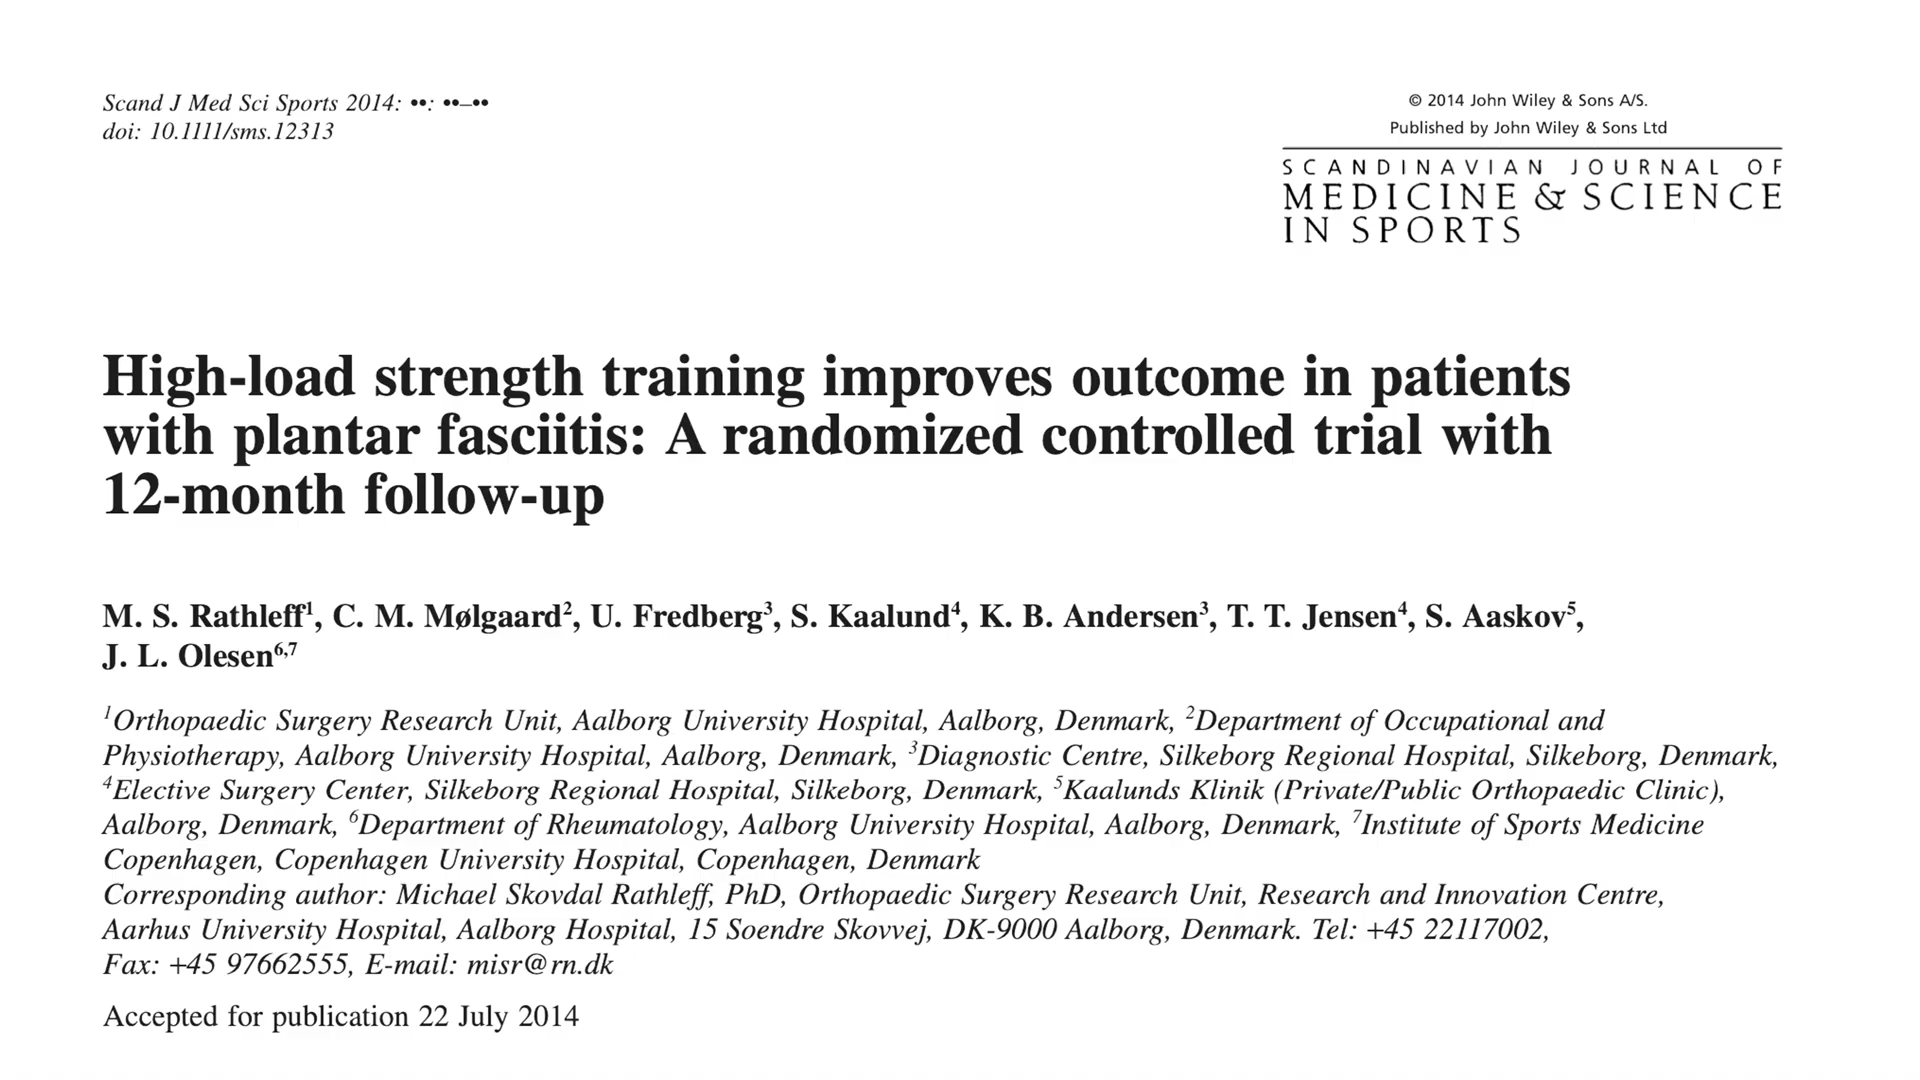 Scand J Med Sci Sports 2014: ••: ••–••
doi: 10.1111/sms.12313
© 2014 John Wiley & Sons A/S.
Published by John Wiley & Sons Ltd
SCANDINAVIAN JOURNAL OF
MEDICINE & SCIENCE
IN SPORTS
High-load strength training improves outcome in patients
with plantar fasciitis: A randomized controlled trial with
12-month follow-up
M. S. Rathleff¹, C. M. Mølgaard², U. Fredberg³, S. Kaalund⁴, K. B. Andersen³, T. T. Jensen⁴, S. Aaskov⁵,
J. L. Olesen⁶,⁷
¹Orthopaedic Surgery Research Unit, Aalborg University Hospital, Aalborg, Denmark, ²Department of Occupational and
Physiotherapy, Aalborg University Hospital, Aalborg, Denmark, ³Diagnostic Centre, Silkeborg Regional Hospital, Silkeborg, Denmark,
⁴Elective Surgery Center, Silkeborg Regional Hospital, Silkeborg, Denmark, ⁵Kaalunds Klinik (Private/Public Orthopaedic Clinic),
Aalborg, Denmark, ⁶Department of Rheumatology, Aalborg University Hospital, Aalborg, Denmark, ⁷Institute of Sports Medicine
Copenhagen, Copenhagen University Hospital, Copenhagen, Denmark
Corresponding author: Michael Skovdal Rathleff, PhD, Orthopaedic Surgery Research Unit, Research and Innovation Centre,
Aarhus University Hospital, Aalborg Hospital, 15 Soendre Skovvej, DK-9000 Aalborg, Denmark. Tel: +45 22117002,
Fax: +45 97662555, E-mail: misr@rn.dk
Accepted for publication 22 July 2014